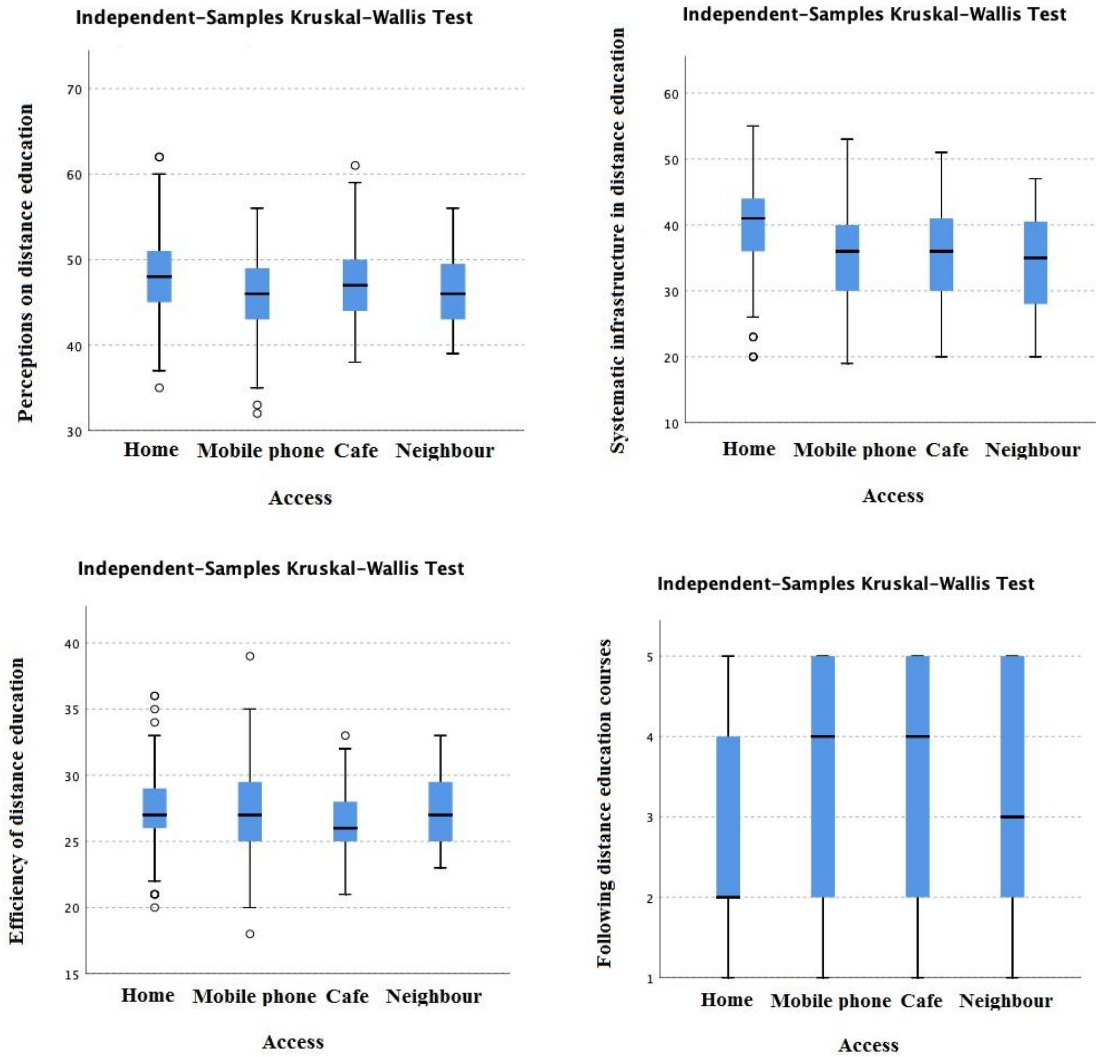 Independent-Samples Kruskal-Wallis Test
Perceptions on distance education
70
60
50
40
30
Home Mobile phone Cafe Neighbour
Access
Independent-Samples Kruskal-Wallis Test
Systematic infrastructure in distance education
60
50
40
30
20
10
Home Mobile phone Cafe Neighbour
Access
Independent-Samples Kruskal-Wallis Test
Efficiency of distance education
40
35
30
25
20
15
Home Mobile phone Cafe Neighbour
Access
Independent-Samples Kruskal-Wallis Test
Following distance education courses
5
4
3
2
1
Home Mobile phone Cafe Neighbour
Access